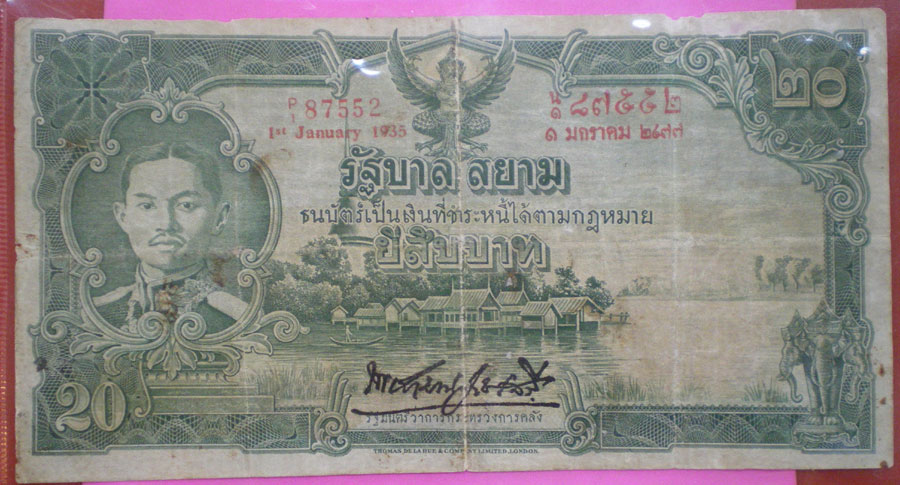 P/1 87552
1st January 1935
น/1 ๘๗๕๕๒
๑ มกราคม ๒๔๗๗
๒๐
รัฐบาล สยาม
ธนบัตร์เป็นเงินที่ชำระหนี้ได้ตามกฎหมาย
ยี่สิบบาท
20
รัฐมนตรีว่าการกระทรวงการคลัง
THOMAS DE LA RUE & COMPANY LIMITED. LONDON.